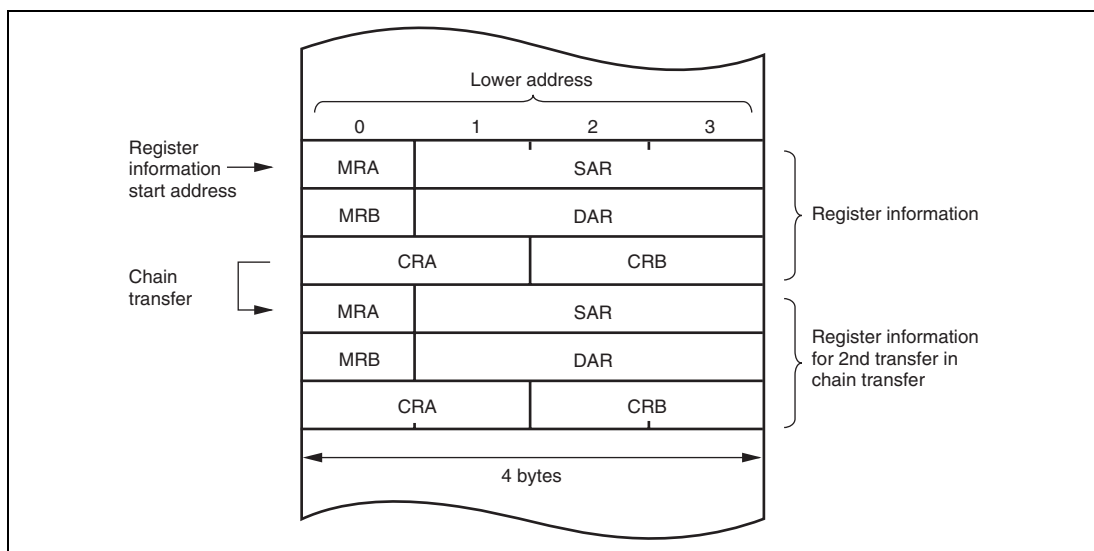 Lower address
0 1 2 3
Register
information
start address
MRA SAR
MRB DAR
CRA CRB
Register information
Chain
transfer
MRA SAR
MRB DAR
CRA CRB
Register information
for 2nd transfer in
chain transfer
4 bytes